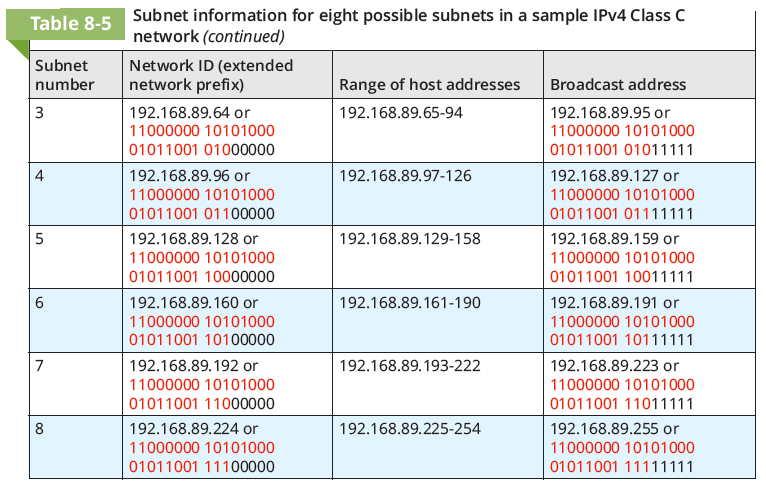 Table 8-5
Subnet information for eight possible subnets in a sample IPv4 Class C
network (continued)
Subnet
number
Network ID (extended
network prefix)
Range of host addresses
Broadcast address
3
192.168.89.64 or
11000000 10101000
01011001 01000000
192.168.89.65-94
192.168.89.95 or
11000000 10101000
01011001 01011111
4
192.168.89.96 or
11000000 10101000
01011001 01100000
192.168.89.97-126
192.168.89.127 or
11000000 10101000
01011001 01111111
5
192.168.89.128 or
11000000 10101000
01011001 10000000
192.168.89.129-158
192.168.89.159 or
11000000 10101000
01011001 10011111
6
192.168.89.160 or
11000000 10101000
01011001 10100000
192.168.89.161-190
192.168.89.191 or
11000000 10101000
01011001 10111111
7
192.168.89.192 or
11000000 10101000
01011001 11000000
192.168.89.193-222
192.168.89.223 or
11000000 10101000
01011001 11011111
8
192.168.89.224 or
11000000 10101000
01011001 11100000
192.168.89.225-254
192.168.89.255 or
11000000 10101000
01011001 11111111